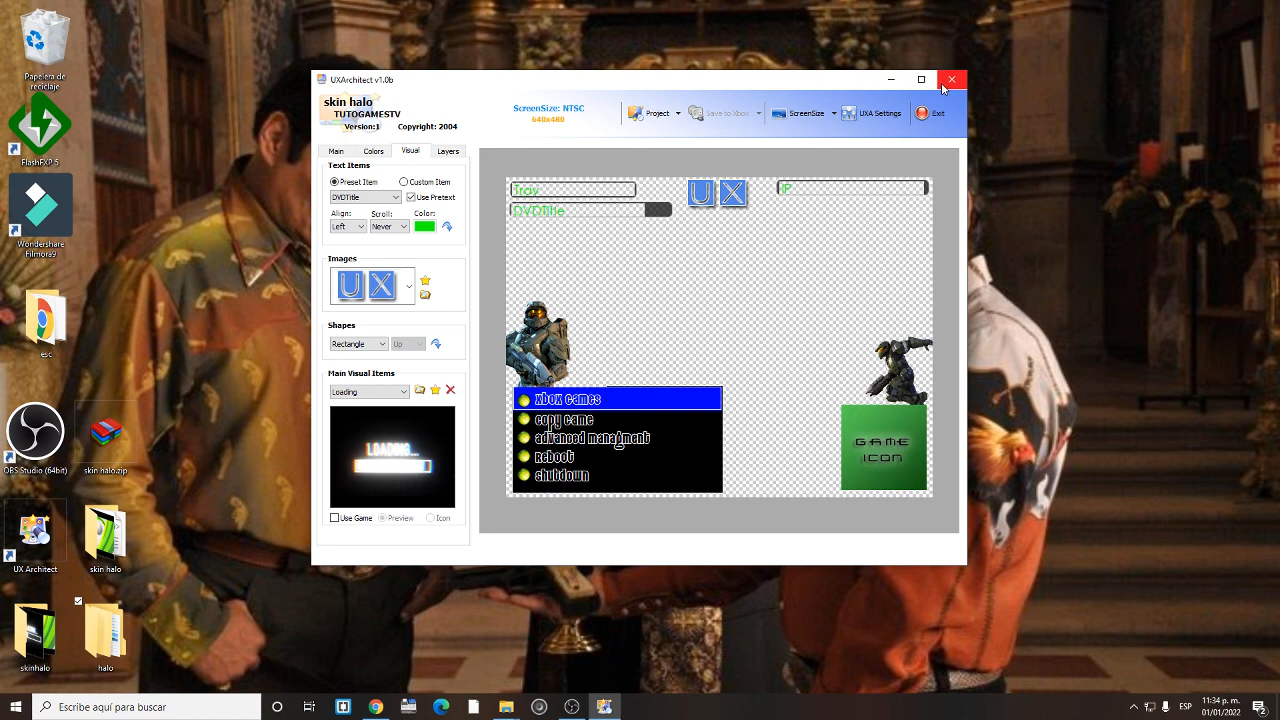 Papelera de
reciclaje
FlashFXP 5
Wondershare
Filmora9
esc
OBS Studio (64bit)
skin halo.zip
UX Architect
skin halo
skinhalo
halo
UXArchitect v1.0b
skin halo
TUTOGAMESTV
Version:1
Copyright: 2004
ScreenSize: NTSC
640x480
Project
Save to Xbox
ScreenSize
UXA Settings
Exit
Main
Colors
Visual
Layers
Text Items
Preset Item
Custom Item
DVDTitle
Use Pretext
Align:
Scroll:
Color:
Left
Never
Images
UX
Shapes
Rectangle
Up
Main Visual Items
Loading
LOADING...
Use Game
Preview
Icon
Tray
DVDTitle
UX
IP
xbox games
copy game
advanced managment
Reboot
shutdown
GAME
ICON
Escribe aquí para buscar
ESP
11:34 p. m.
01/01/2022
2